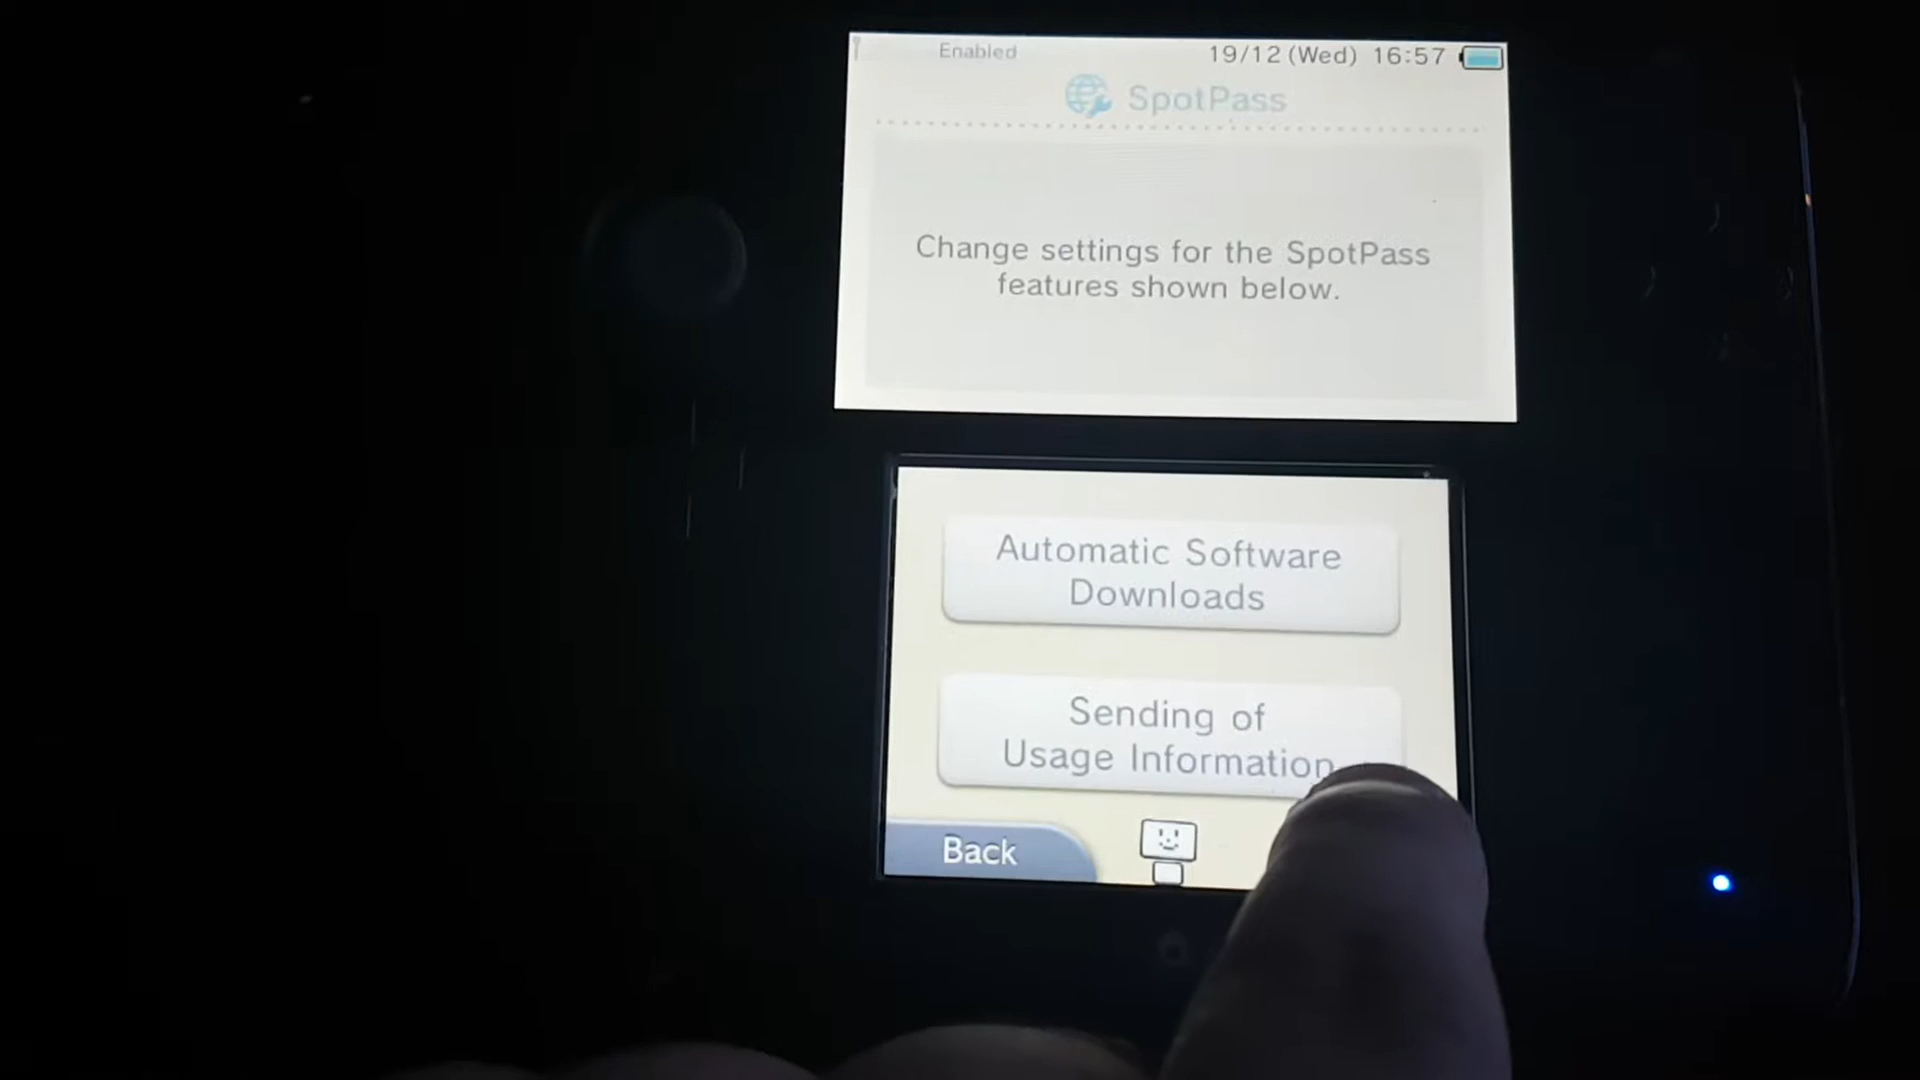 Enabled 19/12 (Wed) 16:57
SpotPass
Change settings for the SpotPass
features shown below.
Automatic Software
Downloads
Sending of
Usage Information
Back